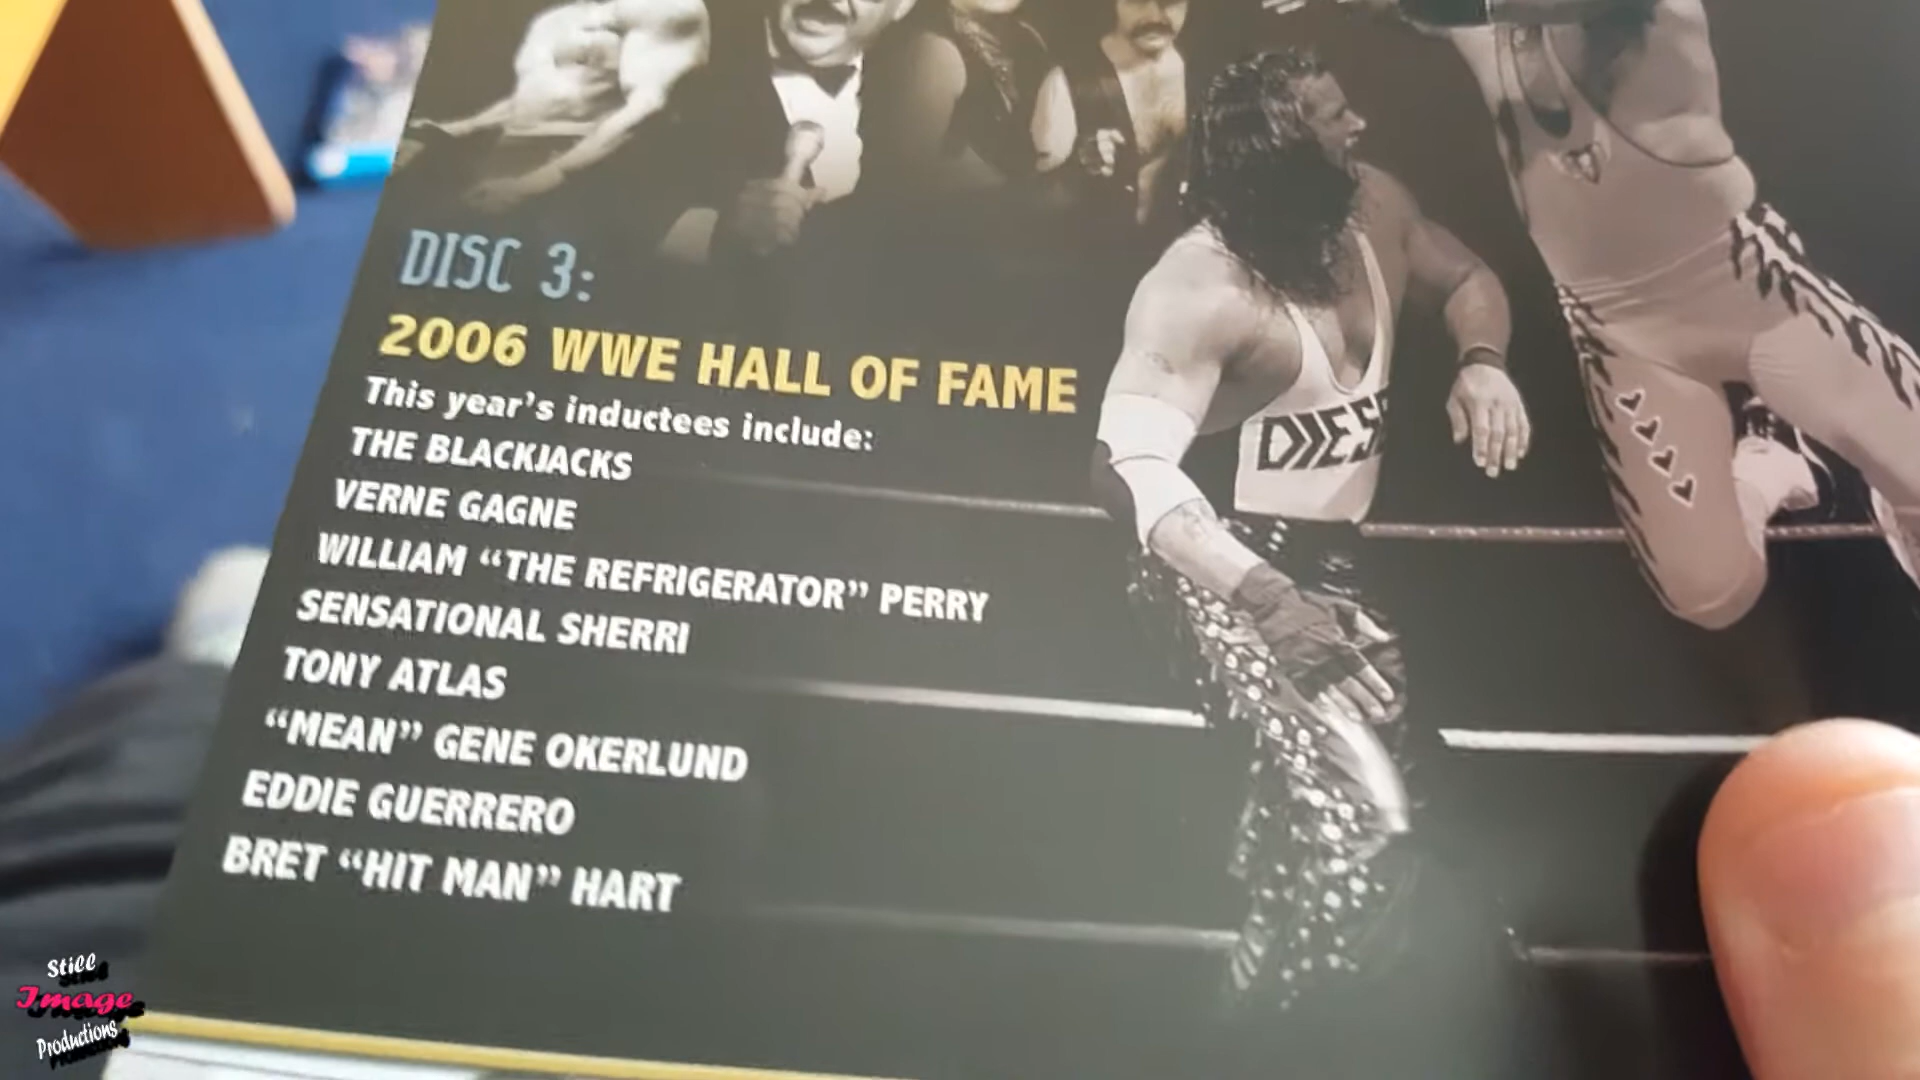 DISC 3:
2006 WWE HALL OF FAME
This year's inductees include:
THE BLACKJACKS
VERNE GAGNE
WILLIAM “THE REFRIGERATOR” PERRY
SENSATIONAL SHERRI
TONY ATLAS
“MEAN” GENE OKERLUND
EDDIE GUERRERO
BRET “HIT MAN” HART
DIESE
Still
Image
Productions